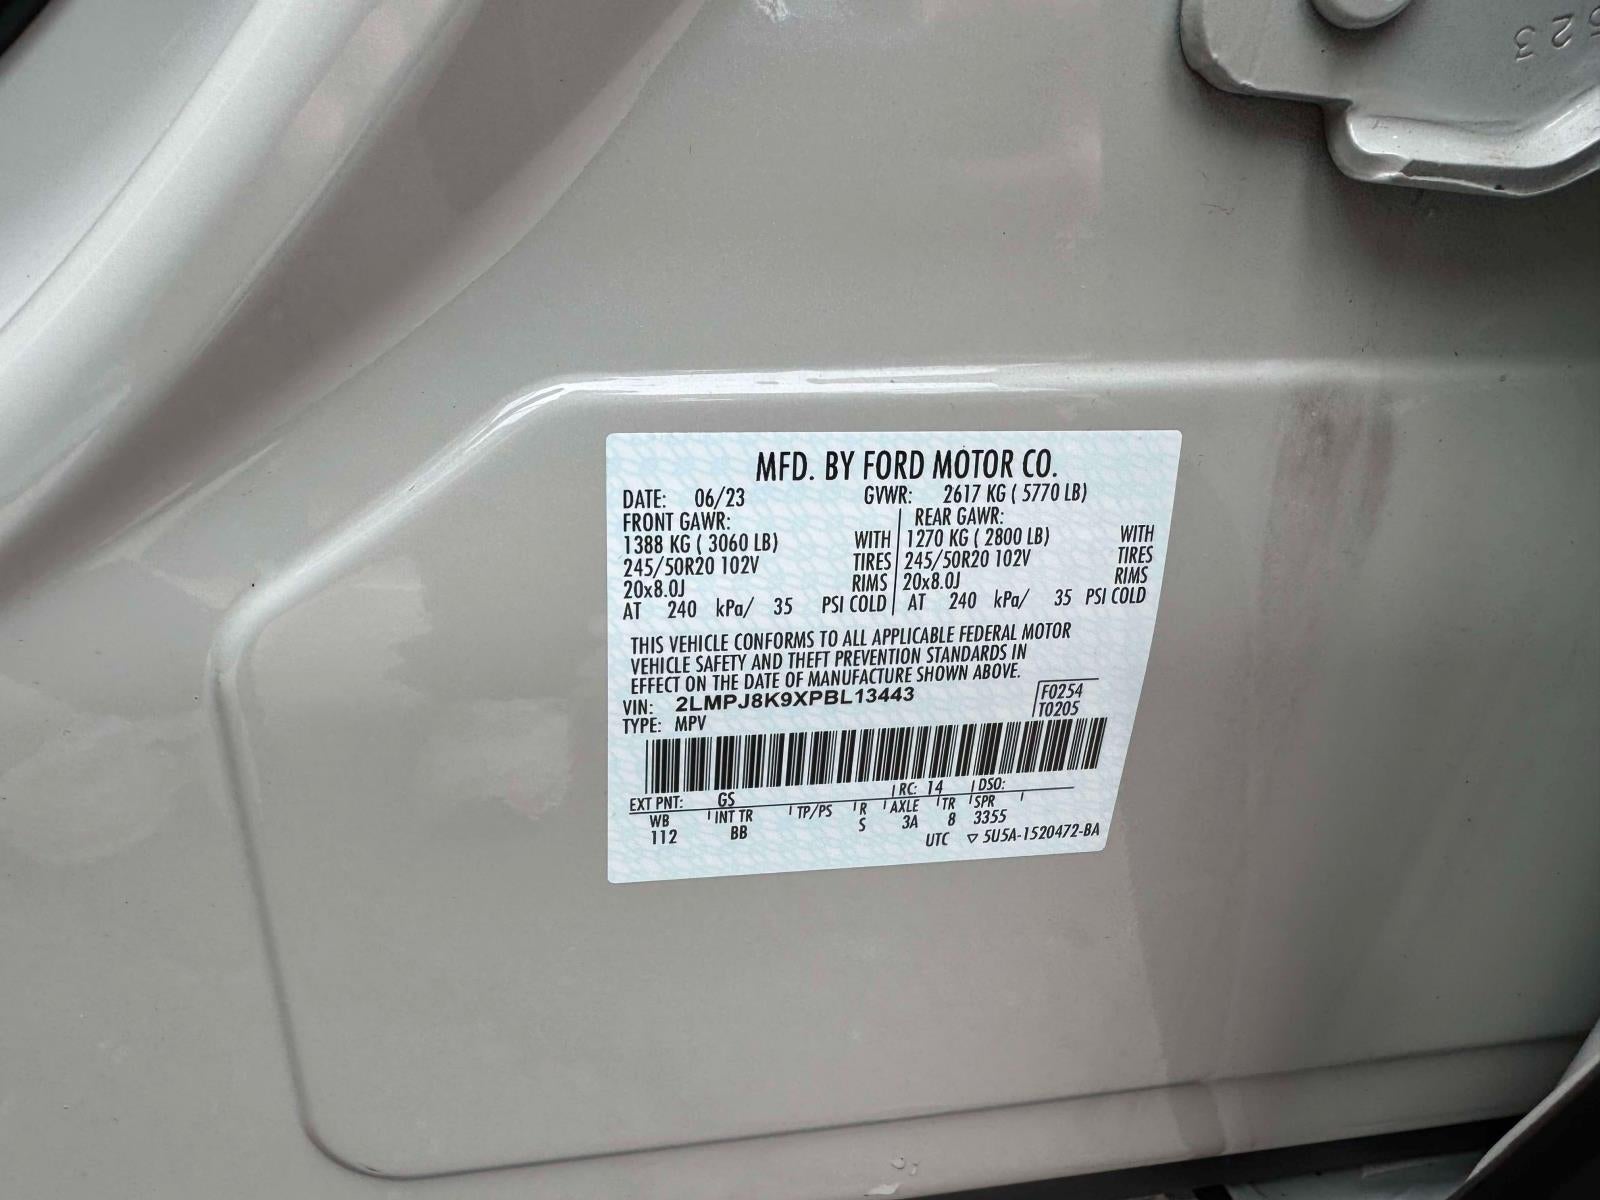 523
MFD. BY FORD MOTOR CO.
DATE: 06/23 GVWR: 2617 KG ( 5770 LB)
FRONT GAWR: REAR GAWR:
1388 KG ( 3060 LB) WITH 1270 KG ( 2800 LB) WITH
245/50R20 102V TIRES 245/50R20 102V TIRES
20x8.0J RIMS 20x8.0J RIMS
AT 240 kPa/ 35 PSI COLD AT 240 kPa/ 35 PSI COLD
THIS VEHICLE CONFORMS TO ALL APPLICABLE FEDERAL MOTOR
VEHICLE SAFETY AND THEFT PREVENTION STANDARDS IN
EFFECT ON THE DATE OF MANUFACTURE SHOWN ABOVE.
VIN: 2LMPJ8K9XPBL13443 F0254
TYPE: MPV T0205
EXT PNT: GS RC: 14 DSO:
WB INT TR TP/PS R AXLE TR SPR
112 BB S 3A 8 3355
UTC ▽ 5U5A-1520472-BA